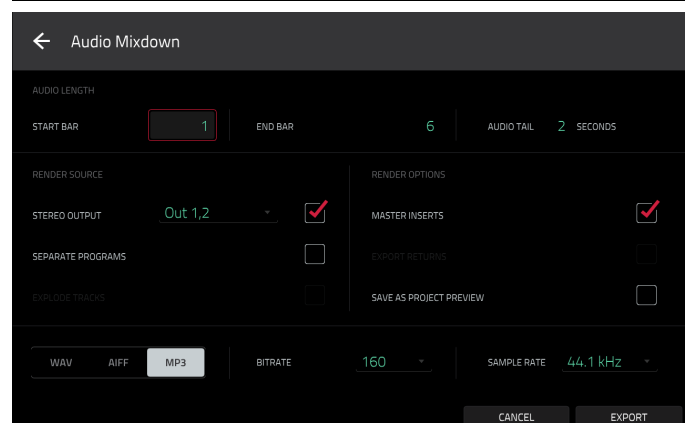 Audio Mixdown
AUDIO LENGTH
START BAR 1 END BAR 6 AUDIO TAIL 2 SECONDS
RENDER SOURCE RENDER OPTIONS
STEREO OUTPUT Out 1,2 MASTER INSERTS
SEPARATE PROGRAMS EXPORT RETURNS
EXPLODE TRACKS SAVE AS PROJECT PREVIEW
WAV AIFF MP3 BITRATE 160 SAMPLE RATE 44.1 kHz
CANCEL EXPORT